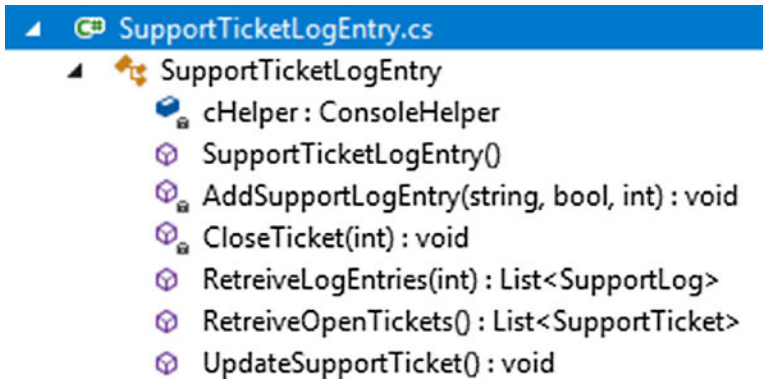 C# SupportTicketLogEntry.cs
SupportTicketLogEntry
cHelper : ConsoleHelper
SupportTicketLogEntry()
AddSupportLogEntry(string, bool, int) : void
CloseTicket(int) : void
RetreiveLogEntries(int) : List<SupportLog>
RetreiveOpenTickets() : List<SupportTicket>
UpdateSupportTicket() : void